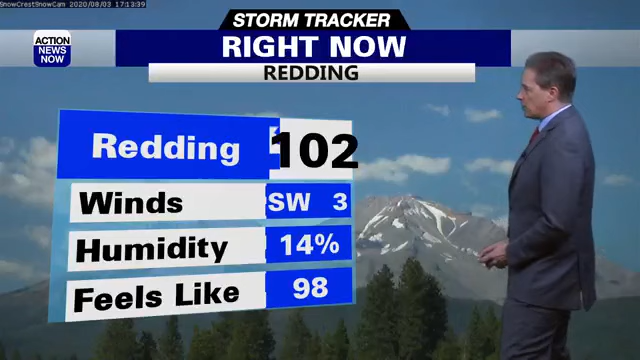 SnowCrestSnowCam 2020/08/03 17:13:39
STORM TRACKER
ACTION
NEWS
NOW
RIGHT NOW
REDDING
Redding 102
Winds SW 3
Humidity 14%
Feels Like 98